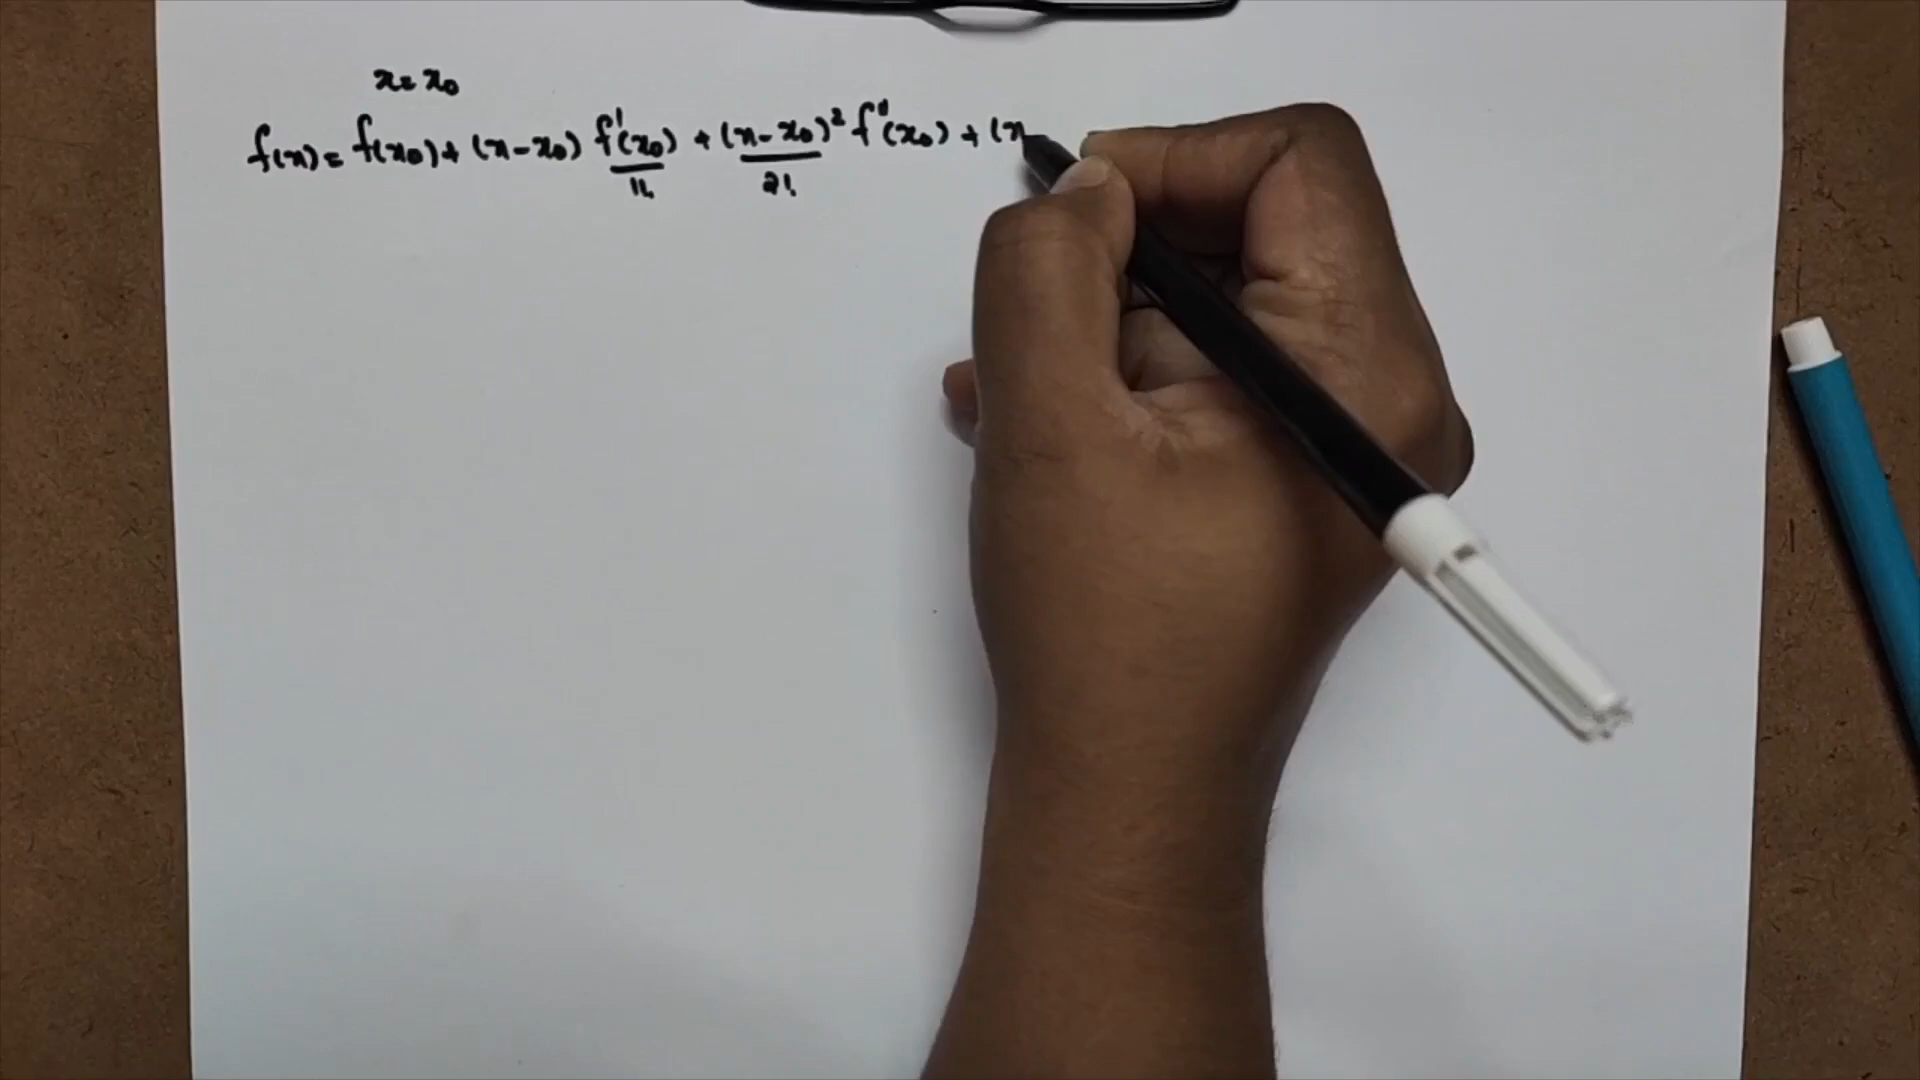 x = x₀
f(x) = f(x₀) + (x-x₀) f'(x₀)/1! + (x-x₀)²/2! f''(x₀) + (x